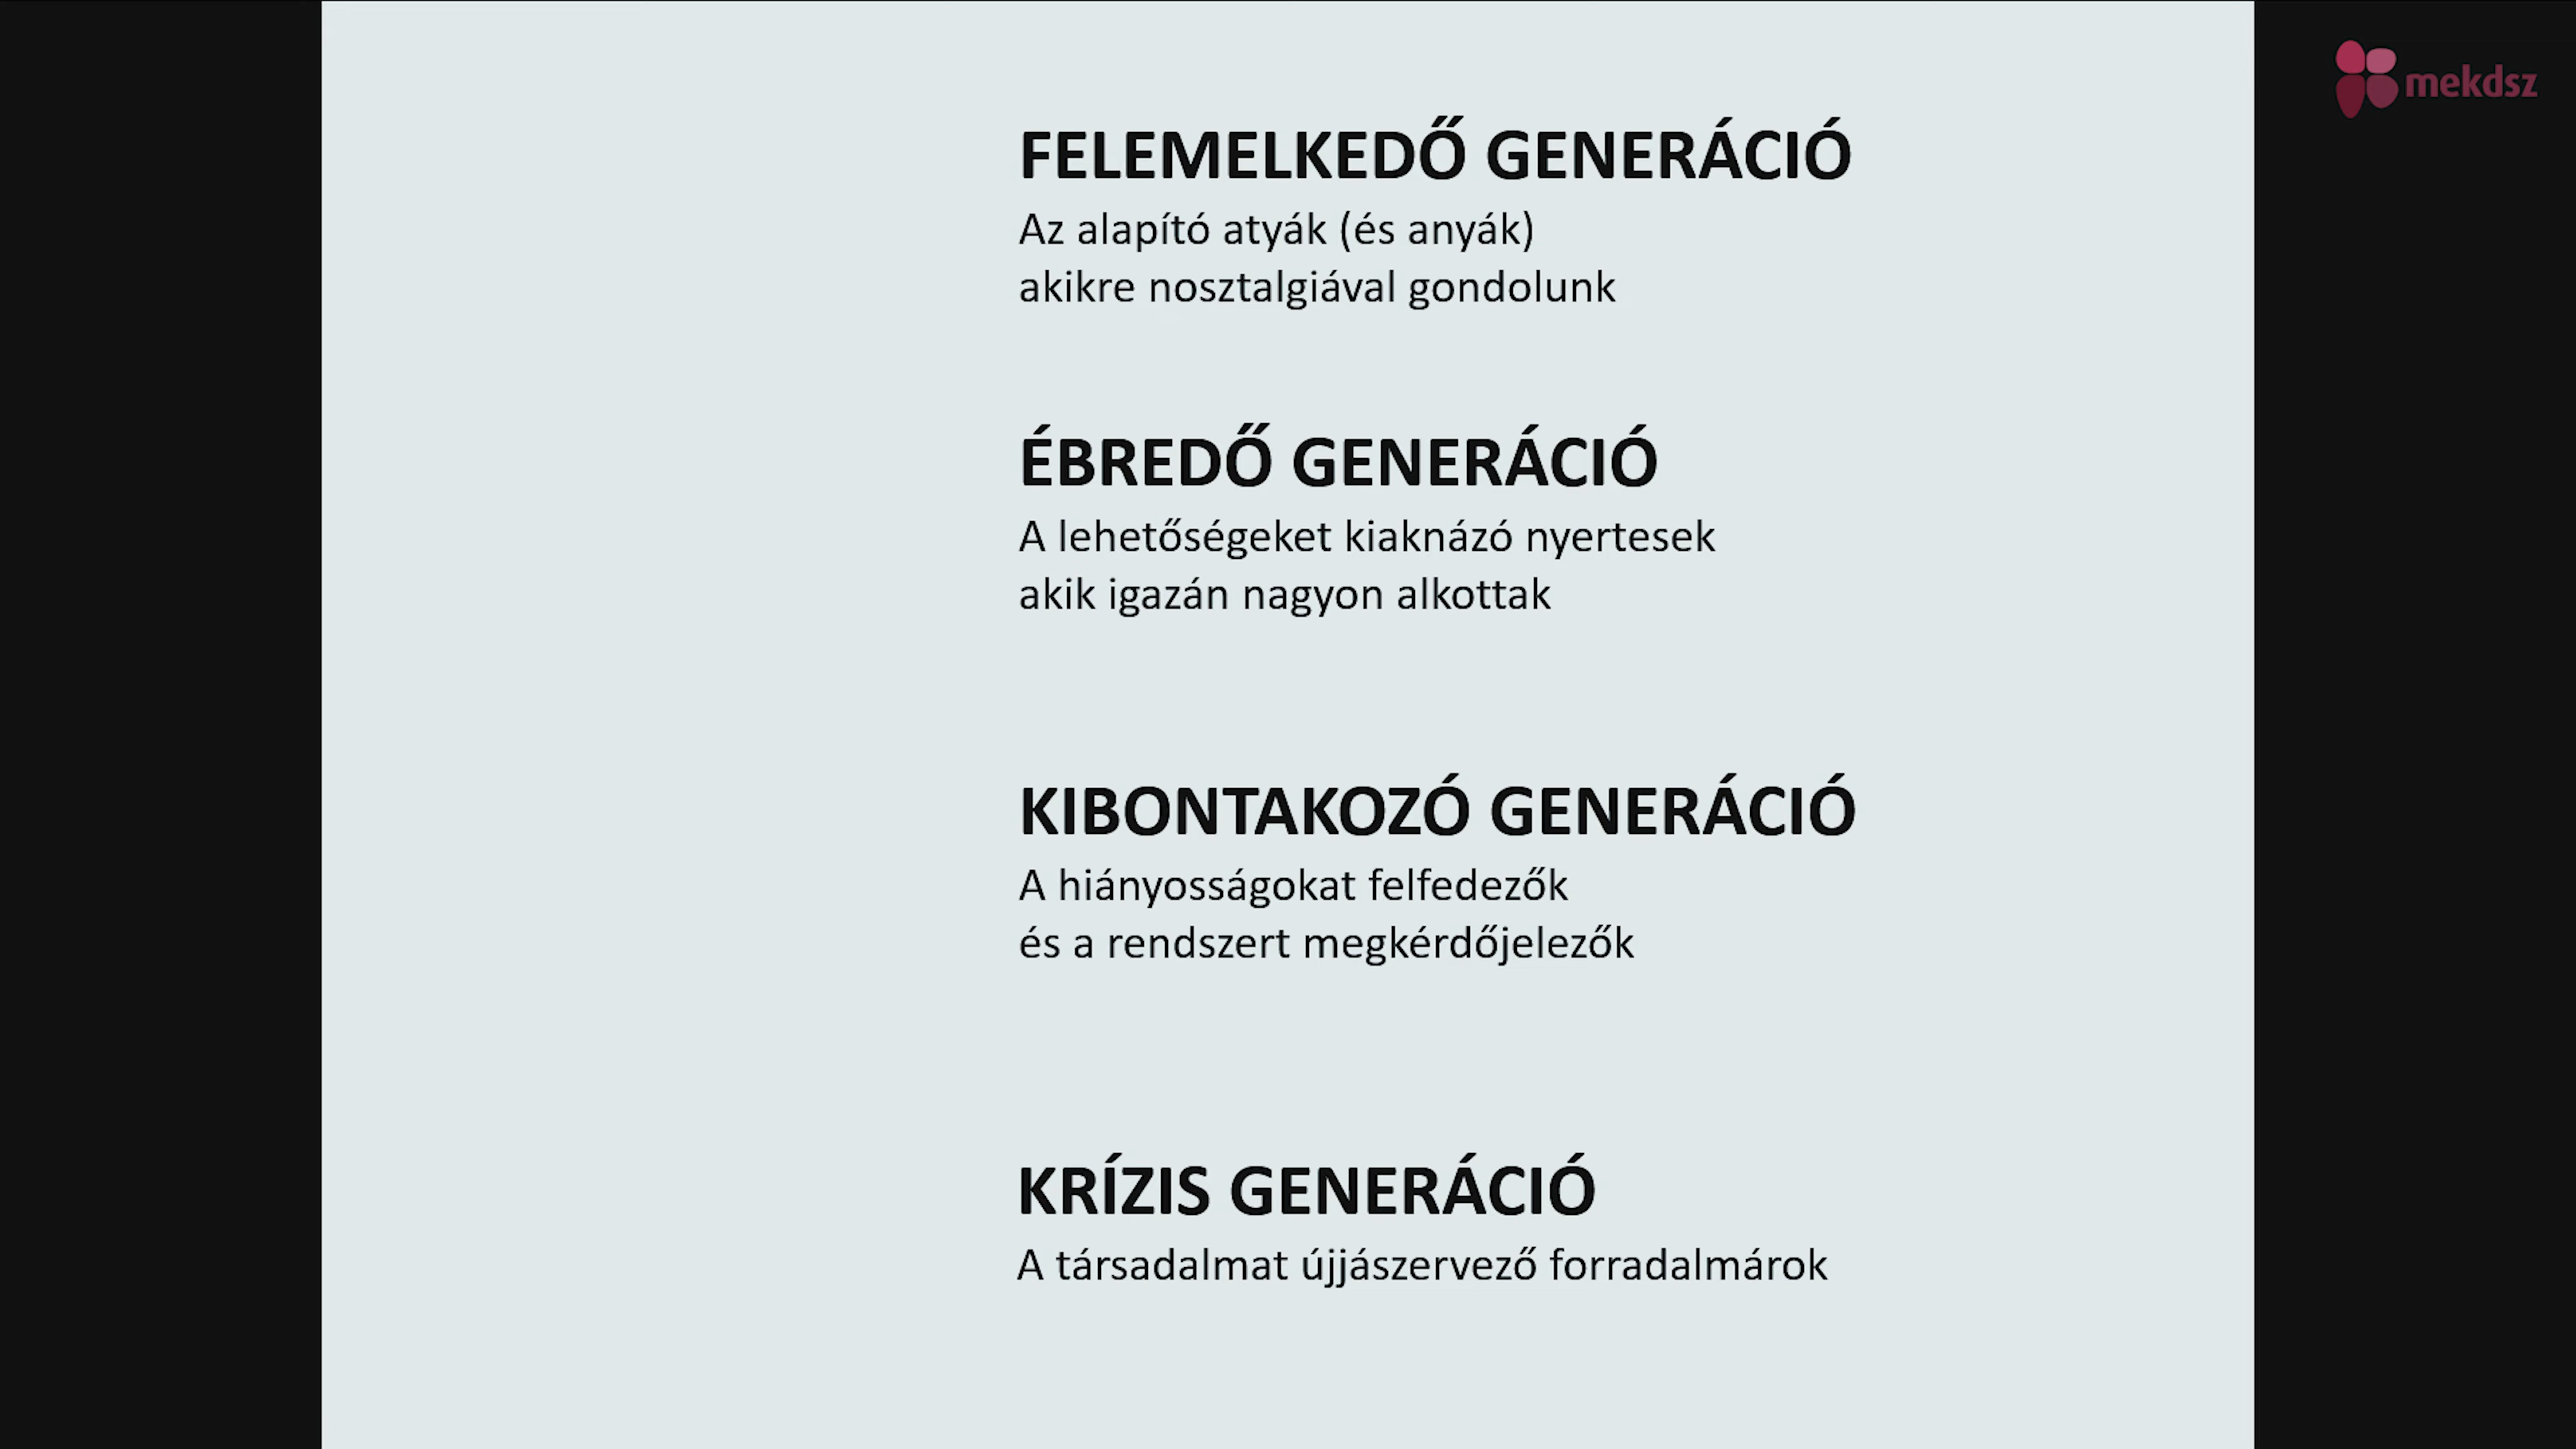 mekdsz
FELEMELKEDŐ GENERÁCIÓ
Az alapító atyák (és anyák)
akikre nosztalgiával gondolunk
ÉBREDŐ GENERÁCIÓ
A lehetőségeket kiaknázó nyertesek
akik igazán nagyon alkottak
KIBONTAKOZÓ GENERÁCIÓ
A hiányosságokat felfedezők
és a rendszert megkérdőjelezők
KRÍZIS GENERÁCIÓ
A társadalmat újjászervező forradalmárok